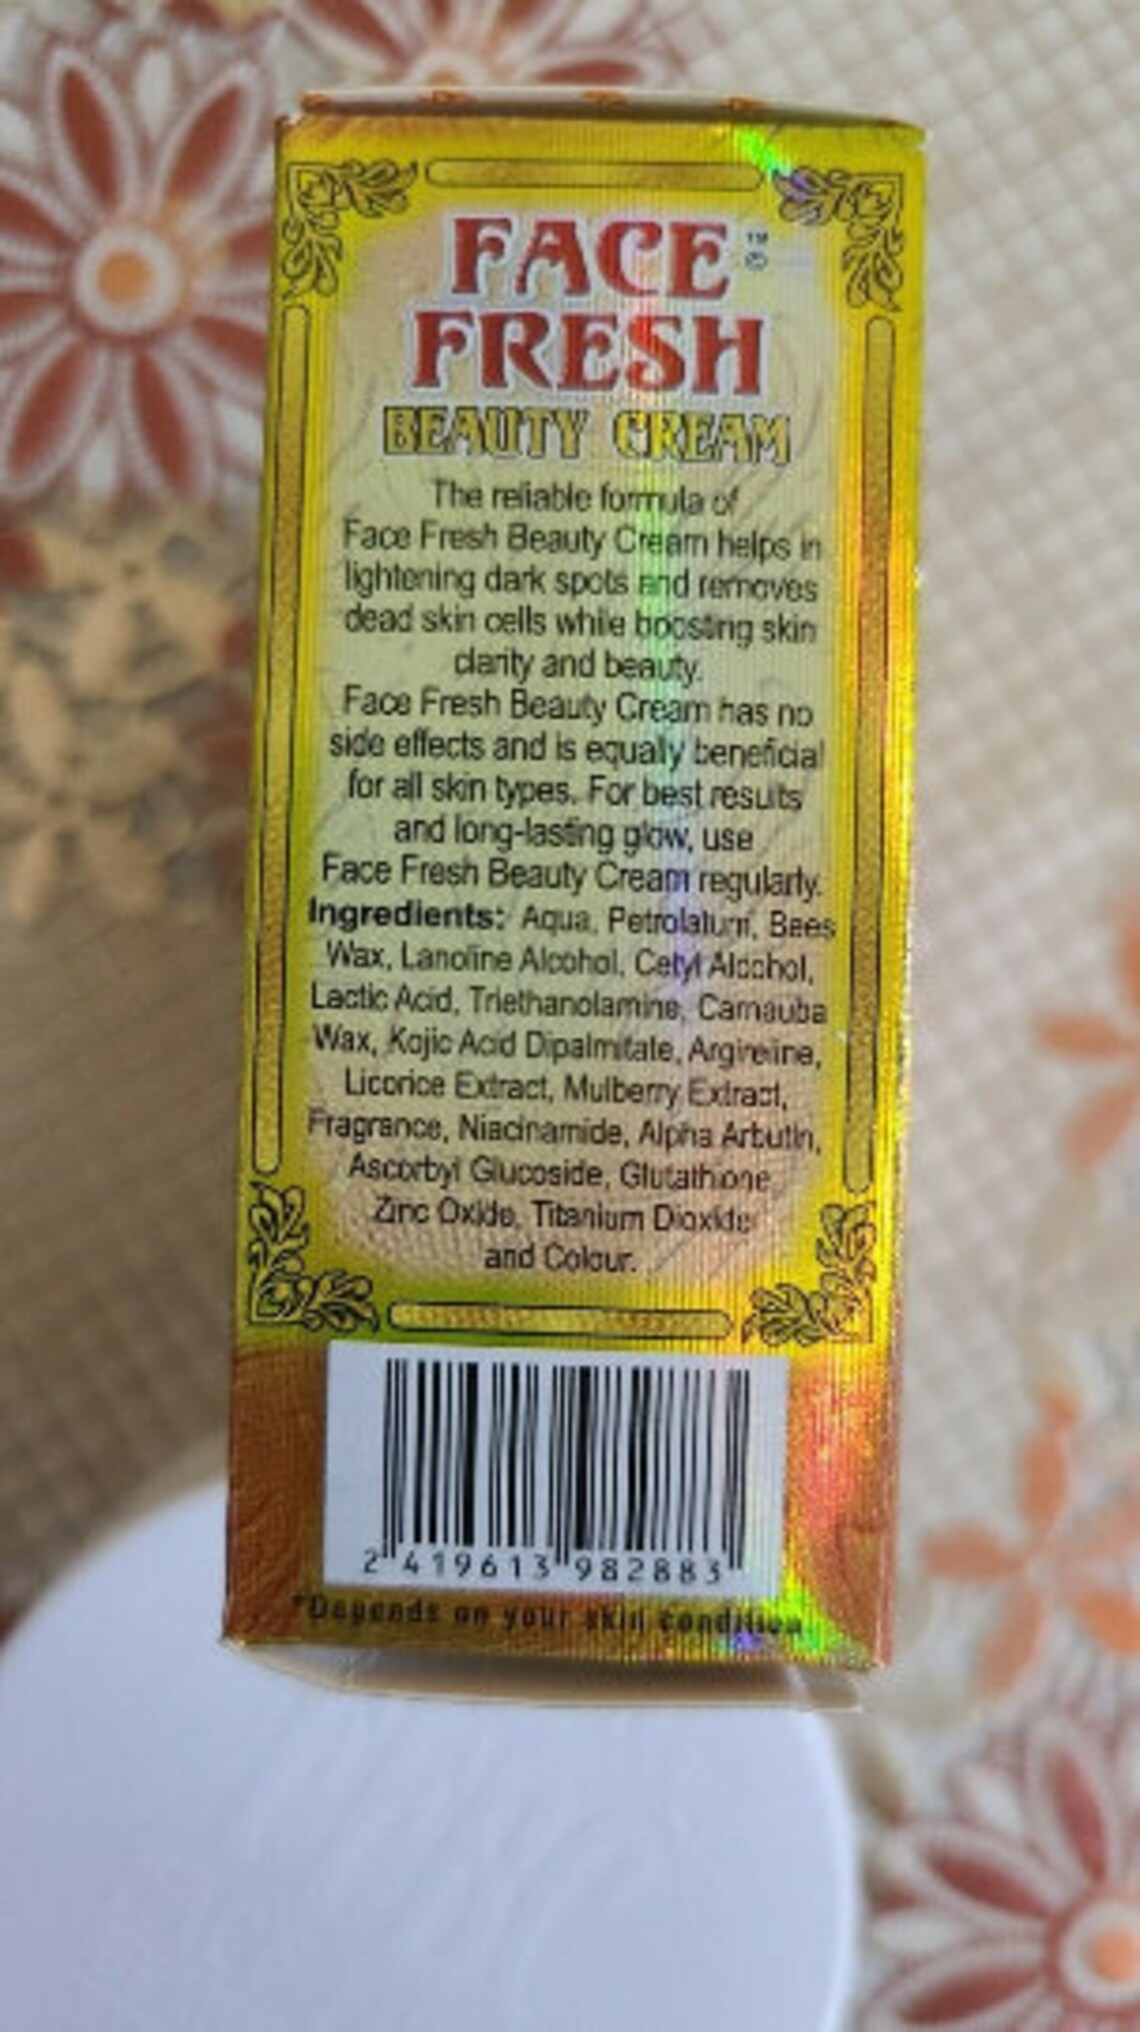 FACE ™
FRESH ©
BEAUTY CREAM
The reliable formula of
Face Fresh Beauty Cream helps in
lightening dark spots and removes
dead skin cells while boosting skin
clarity and beauty.
Face Fresh Beauty Cream has no
side effects and is equally beneficial
for all skin types. For best results
and long-lasting glow, use
Face Fresh Beauty Cream regularly.
Ingredients: Aqua, Petrolatum, Bees
Wax, Lanoline Alcohol, Cetyl Alcohol,
Lactic Acid, Triethanolamine, Carnauba
Wax, Kojic Acid Dipalmitate, Argireline,
Licorice Extract, Mulberry Extract,
Fragrance, Niacinamide, Alpha Arbutin,
Ascorbyl Glucoside, Glutathione,
Zinc Oxide, Titanium Dioxide
and Colour.
2 419613 982883
*Depends on your skin condition.